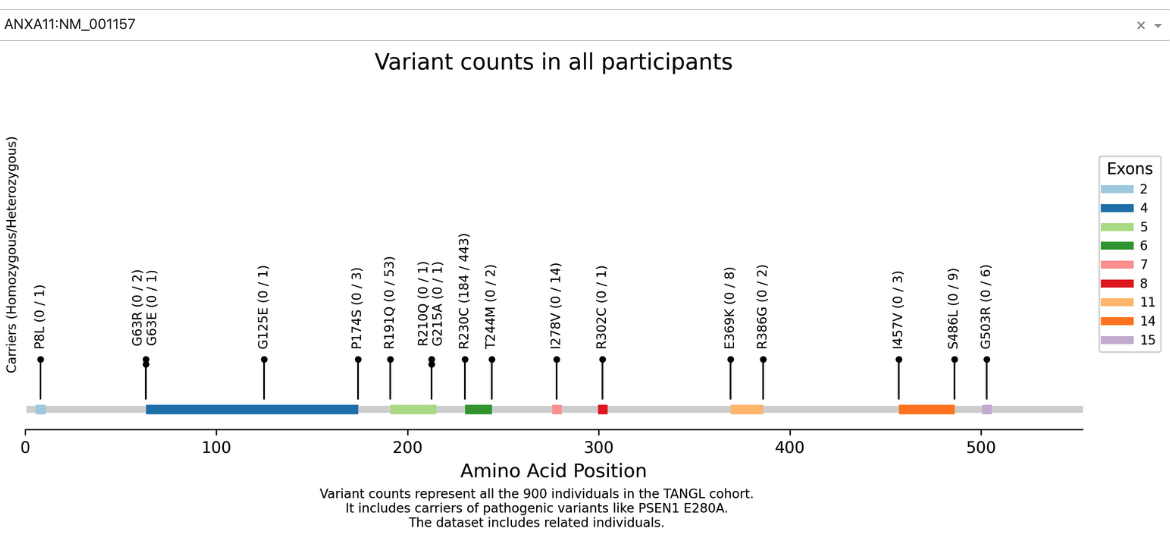 ANXA11:NM_001157
Variant counts in all participants
Carriers (Homozygous/Heterozygous)
P8L (0 / 1)
G63R (0 / 2)
G63E (0 / 1)
G125E (0 / 1)
P174S (0 / 3)
R191Q (0 / 53)
R210Q (0 / 1)
G215A (0 / 1)
R230C (184 / 443)
T244M (0 / 2)
I278V (0 / 14)
R302C (0 / 1)
E369K (0 / 8)
R386G (0 / 2)
I457V (0 / 3)
S486L (0 / 9)
G503R (0 / 6)
Exons
2
4
5
6
7
8
11
14
15
0 100 200 300 400 500
Amino Acid Position
Variant counts represent all the 900 individuals in the TANGL cohort.
It includes carriers of pathogenic variants like PSEN1 E280A.
The dataset includes related individuals.